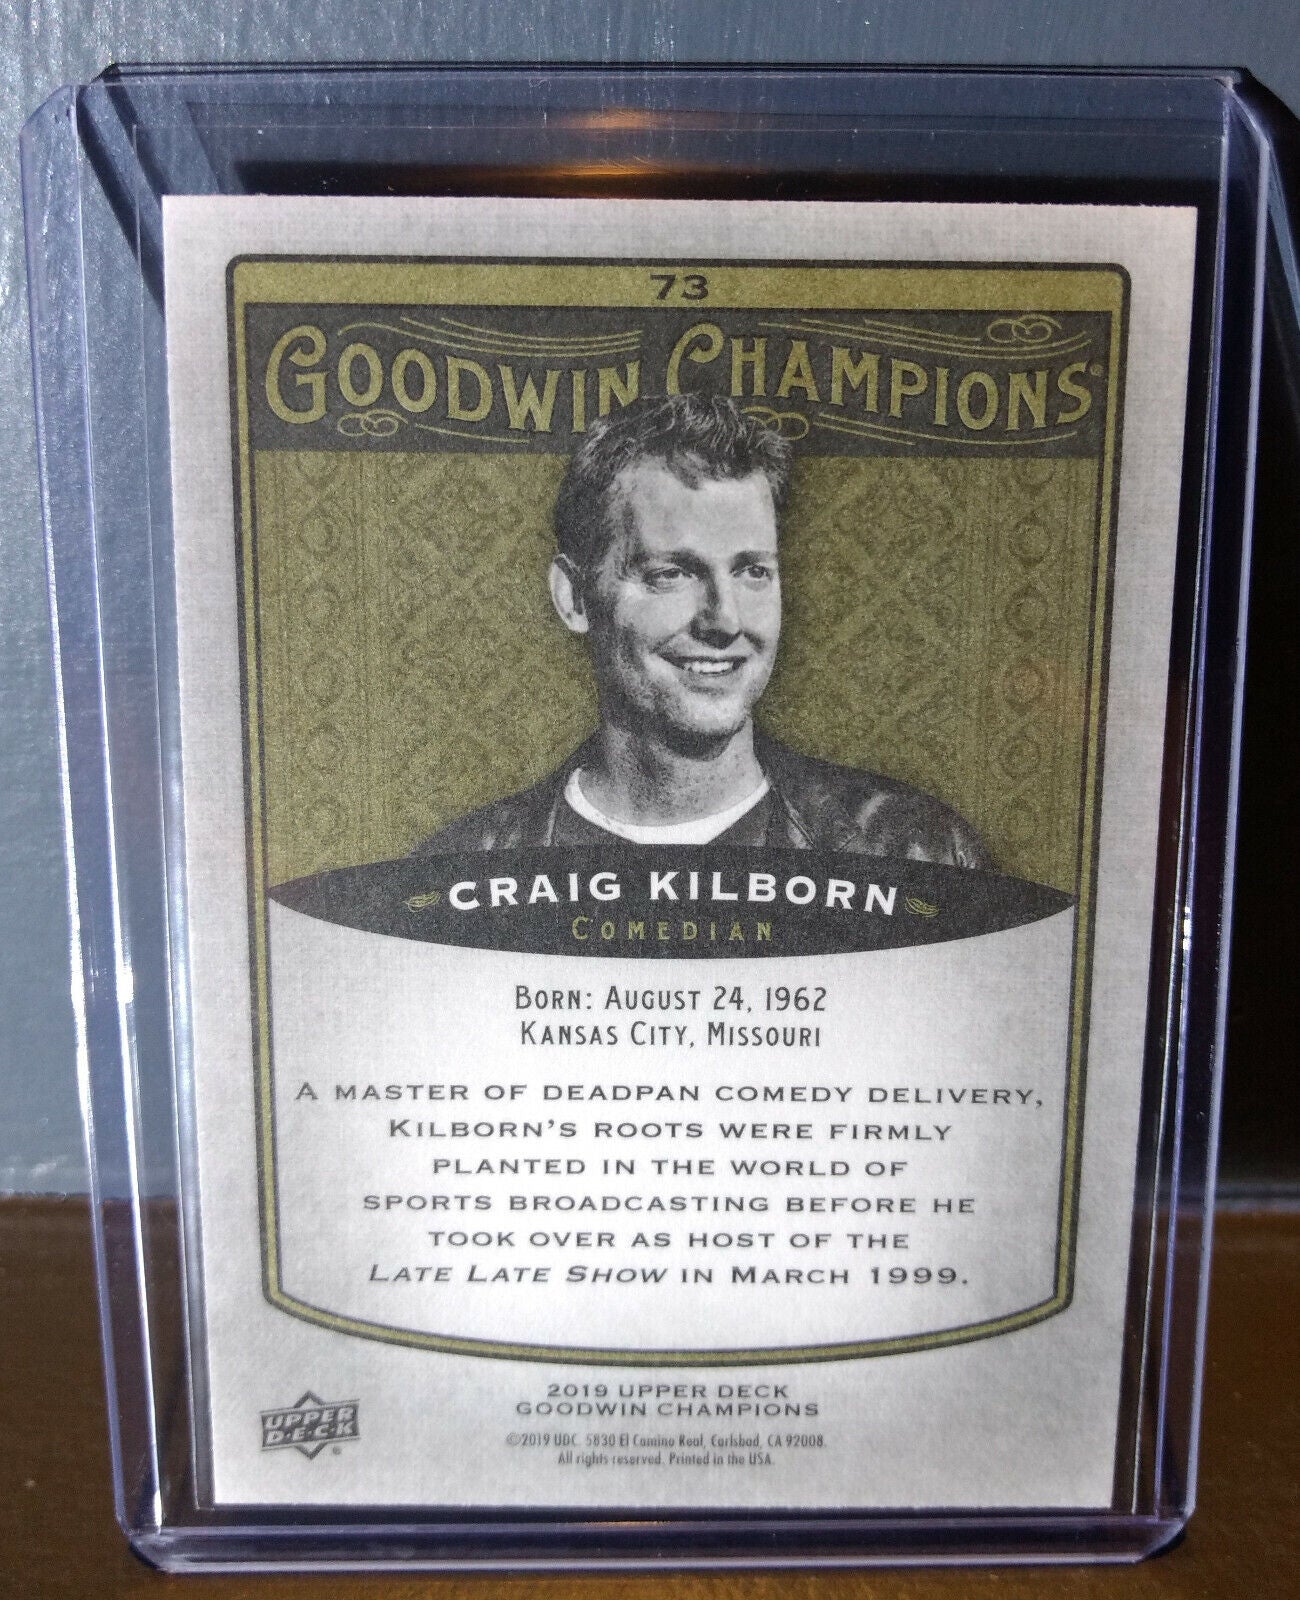 73
GOODWIN CHAMPIONS®
CRAIG KILBORN
COMEDIAN
BORN: AUGUST 24, 1962
KANSAS CITY, MISSOURI
A MASTER OF DEADPAN COMEDY DELIVERY,
KILBORN'S ROOTS WERE FIRMLY
PLANTED IN THE WORLD OF
SPORTS BROADCASTING BEFORE HE
TOOK OVER AS HOST OF THE
LATE LATE SHOW IN MARCH 1999.
2019 UPPER DECK
GOODWIN CHAMPIONS
UPPER
D·E·C·K®
©2019 UDC. 5830 El Camino Real, Carlsbad, CA 92008.
All rights reserved. Printed in the USA.